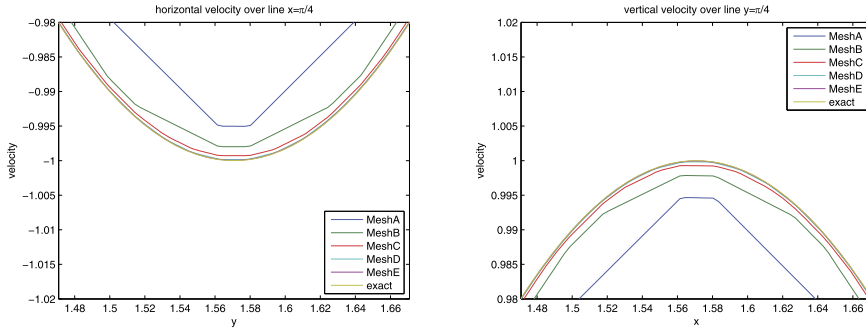 horizontal velocity over line x=π/4
velocity
−0.98
−0.985
−0.99
−0.995
−1
−1.005
−1.01
−1.015
−1.02
1.48 1.5 1.52 1.54 1.56 1.58 1.6 1.62 1.64 1.66
y
MeshA
MeshB
MeshC
MeshD
MeshE
exact
vertical velocity over line y=π/4
velocity
1.02
1.015
1.01
1.005
1
0.995
0.99
0.985
0.98
1.48 1.5 1.52 1.54 1.56 1.58 1.6 1.62 1.64 1.66
x
MeshA
MeshB
MeshC
MeshD
MeshE
exact